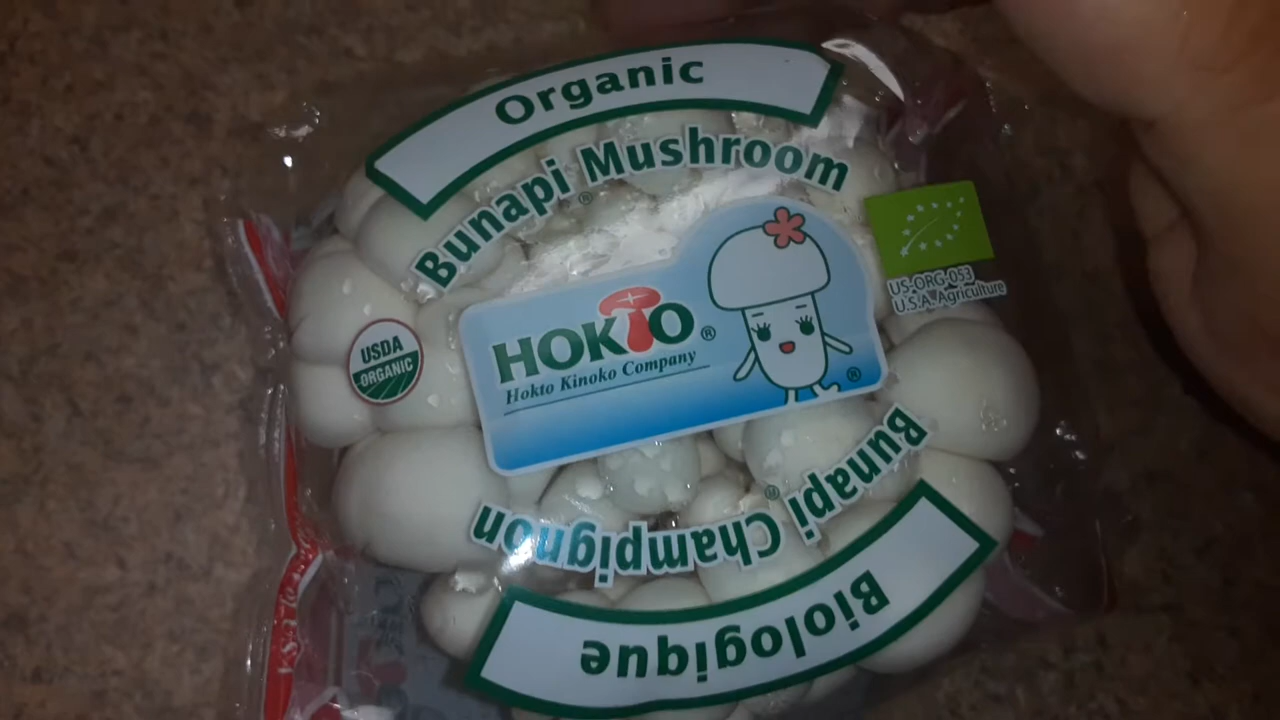 Organic
Bunapi® Mushroom
US-ORG-053
U.S.A. Agriculture
HOKTO®
Hokto Kinoko Company
®
USDA
ORGANIC
Bunapi® Champignon
Biologique